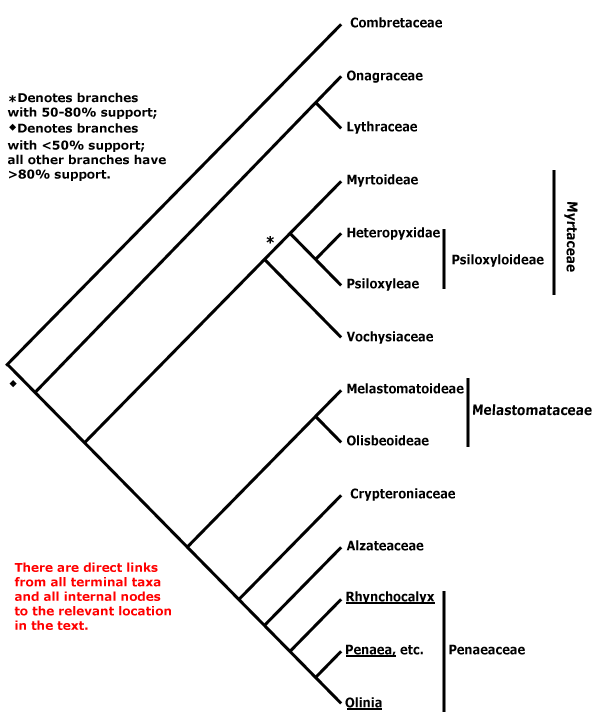 Combretaceae
Onagraceae
*Denotes branches
with 50-80% support;
◆Denotes branches
with <50% support;
all other branches have
>80% support.
Lythraceae
Myrtoideae
Heteropyxidae
Psiloxyloideae
Myrtaceae
*
Psiloxyleae
Vochysiaceae
◆
Melastomatoideae
Melastomataceae
Olisbeoideae
Crypteroniaceae
Alzateaceae
There are direct links
from all terminal taxa
and all internal nodes
to the relevant location
in the text.
Rhynchocalyx
Penaea, etc.
Penaeaceae
Olinia